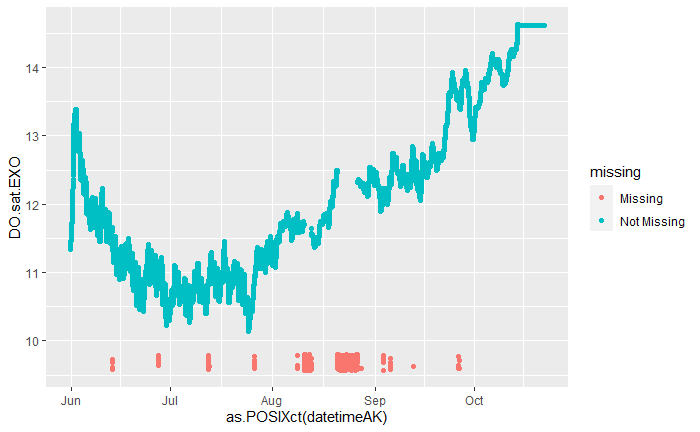 14
13
12
11
10
DO.sat.EXO
Jun Jul Aug Sep Oct
as.POSIXct(datetimeAK)
missing
Missing
Not Missing